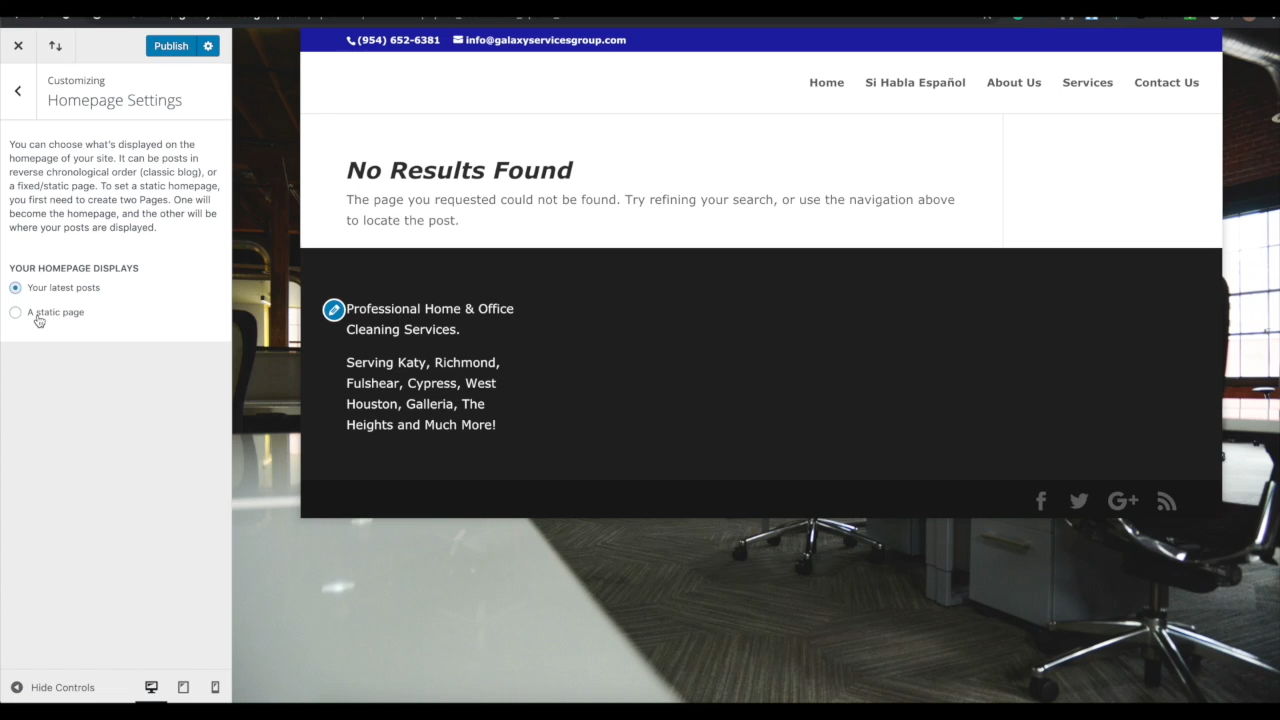 Publish
Customizing
Homepage Settings
You can choose what's displayed on the
homepage of your site. It can be posts in
reverse chronological order (classic blog), or
a fixed/static page. To set a static homepage,
you first need to create two Pages. One will
become the homepage, and the other will be
where your posts are displayed.
YOUR HOMEPAGE DISPLAYS
Your latest posts
A static page
Hide Controls
(954) 652-6381 info@galaxyservicesgroup.com
Home Si Habla Español About Us Services Contact Us
No Results Found
The page you requested could not be found. Try refining your search, or use the navigation above
to locate the post.
Professional Home & Office
Cleaning Services.
Serving Katy, Richmond,
Fulshear, Cypress, West
Houston, Galleria, The
Heights and Much More!